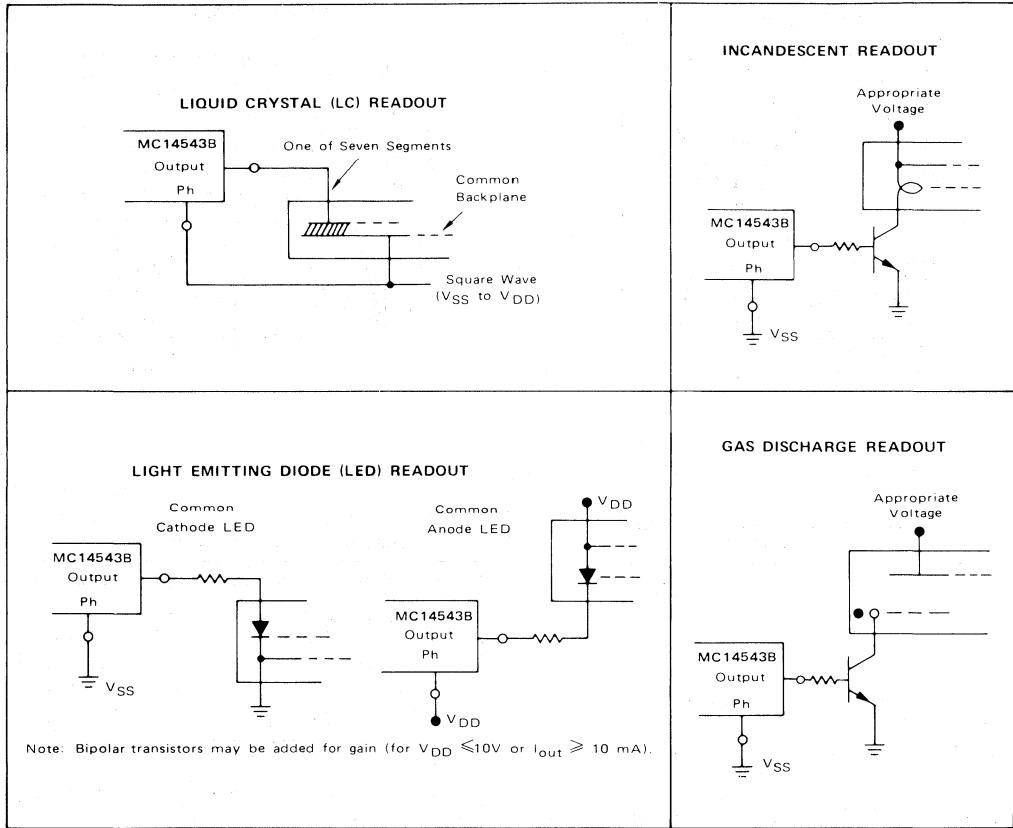 LIQUID CRYSTAL (LC) READOUT
MC14543B
Output
Ph
One of Seven Segments
Common
Backplane
Square Wave
(VSS to VDD)
INCANDESCENT READOUT
Appropriate
Voltage
MC14543B
Output
Ph
VSS
LIGHT EMITTING DIODE (LED) READOUT
Common
Cathode LED
MC14543B
Output
Ph
VSS
Common
Anode LED
VDD
MC14543B
Output
Ph
VDD
Note: Bipolar transistors may be added for gain (for VDD ⩽10V or Iout ⩾ 10 mA).
GAS DISCHARGE READOUT
Appropriate
Voltage
MC14543B
Output
Ph
VSS